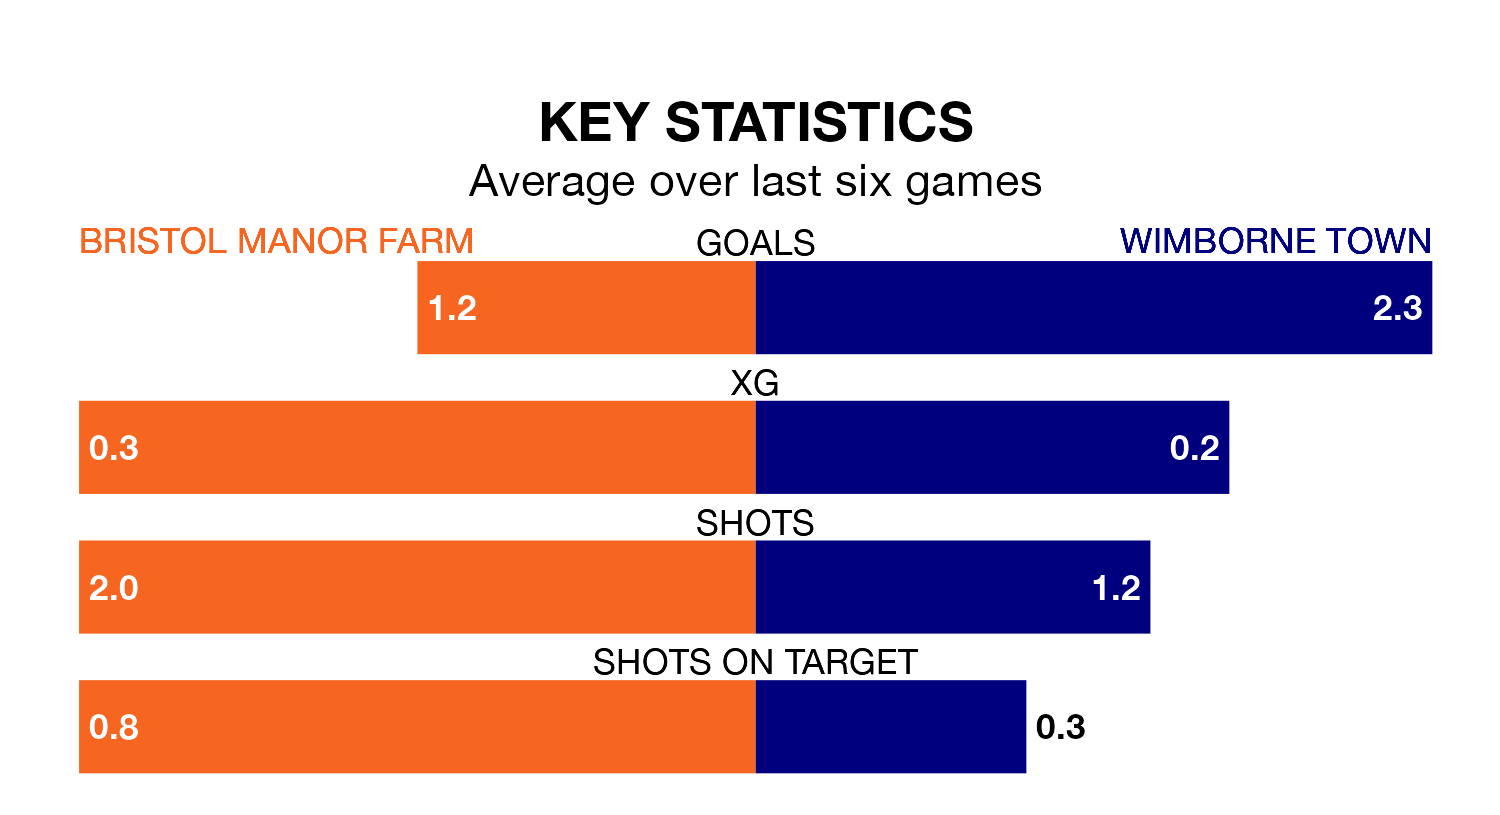 KEY STATISTICS
Average over last six games
BRISTOL MANOR FARM GOALS WIMBORNE TOWN
1.2 2.3
XG
0.3 0.2
SHOTS
2.0 1.2
SHOTS ON TARGET
0.8 0.3